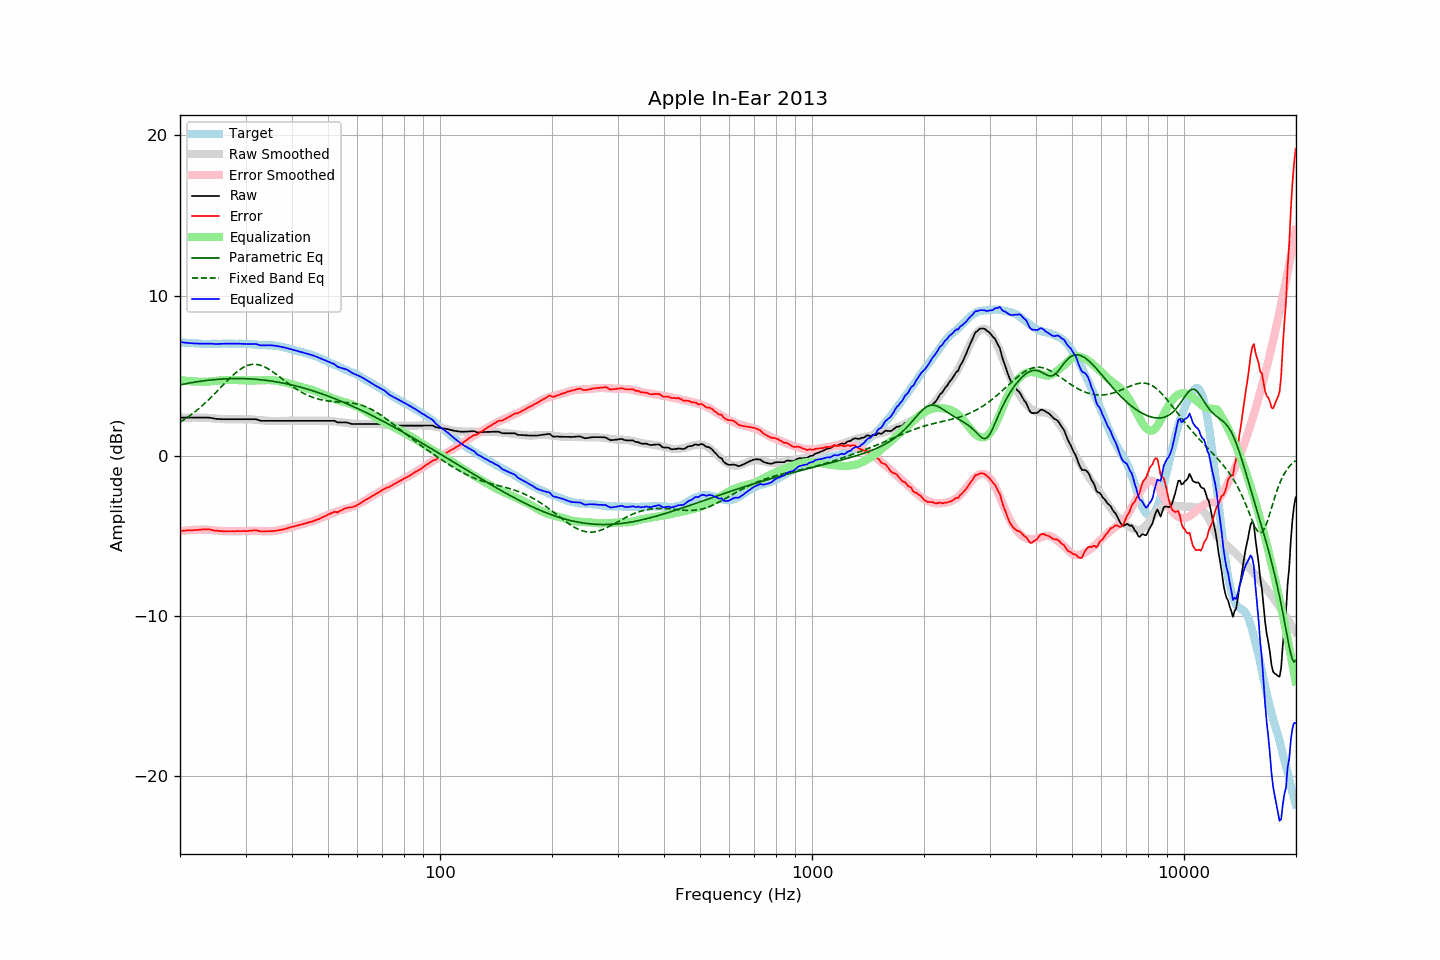 Apple In-Ear 2013
20
10
0
−10
−20
Amplitude (dBr)
Target
Raw Smoothed
Error Smoothed
Raw
Error
Equalization
Parametric Eq
Fixed Band Eq
Equalized
100
1000
10000
Frequency (Hz)